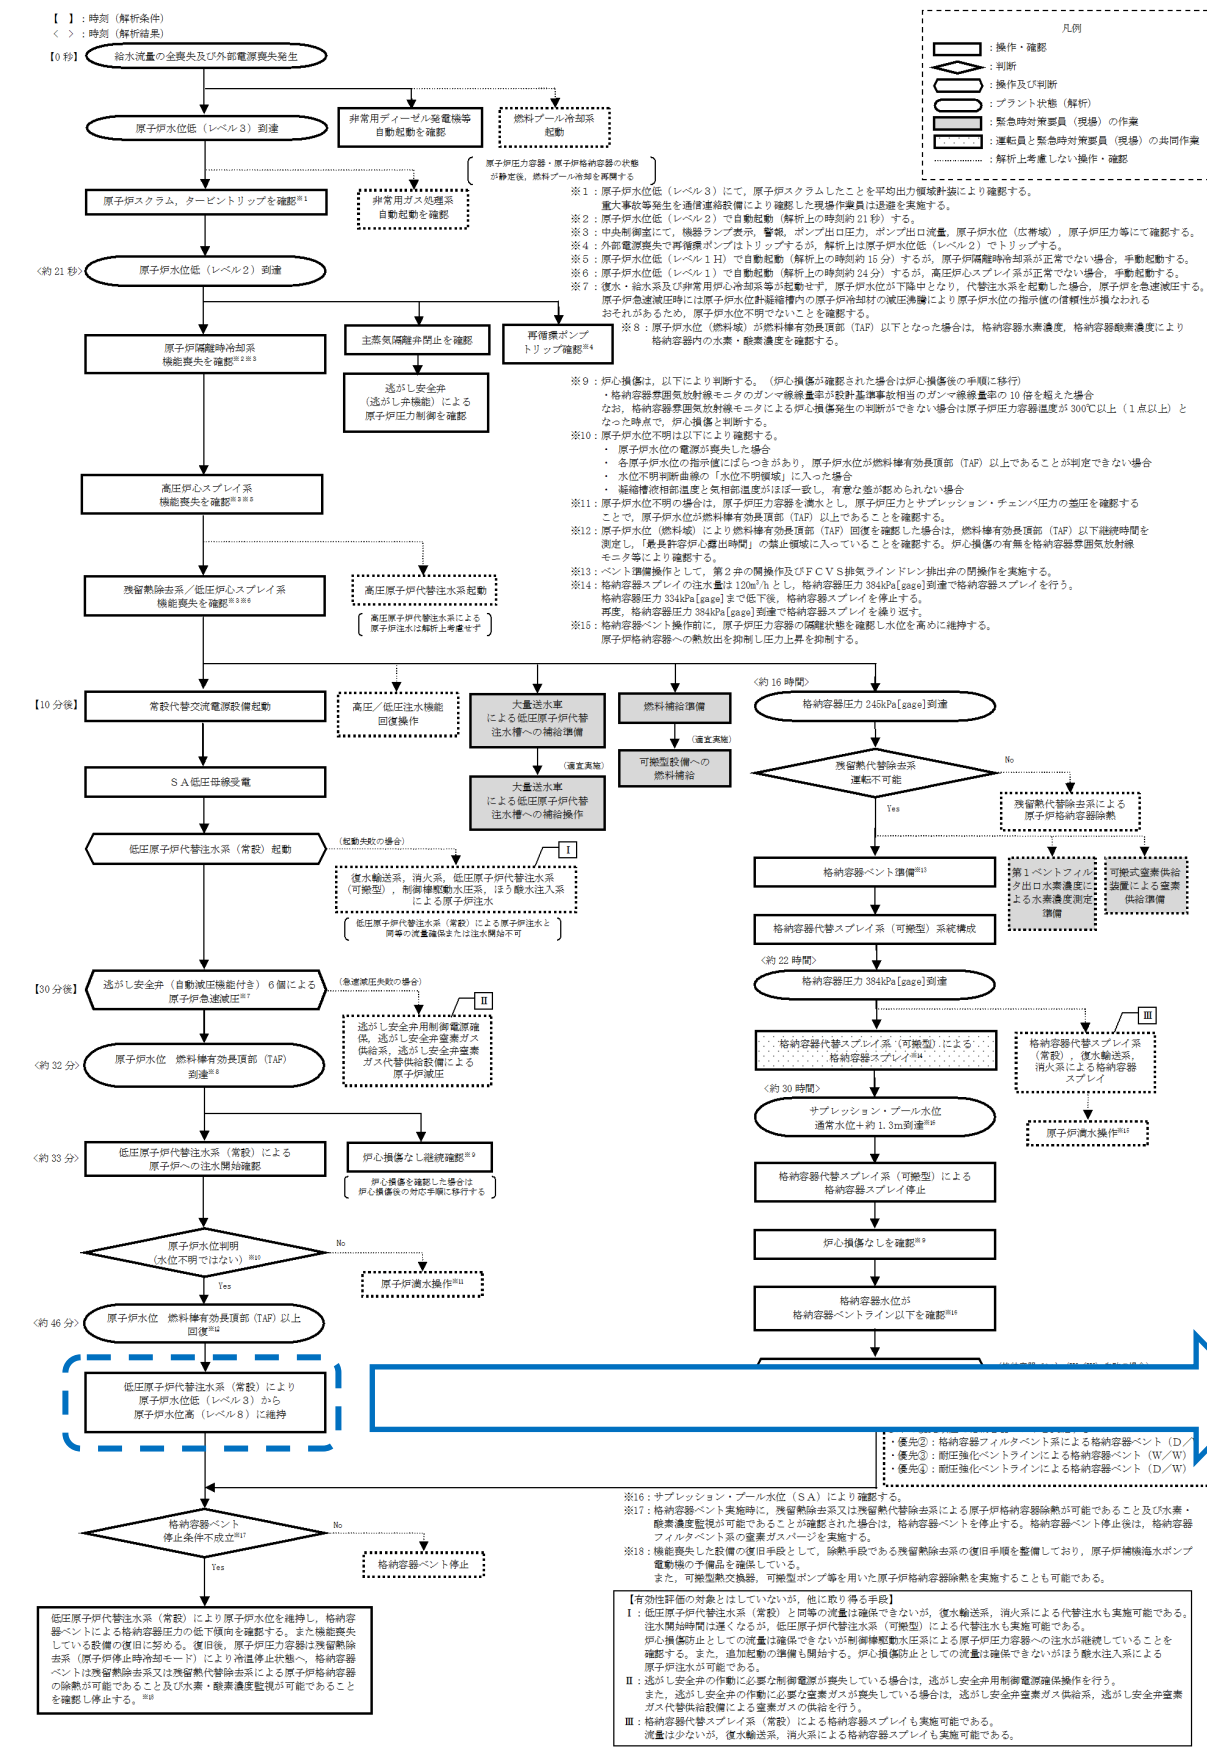 【　】：時刻（解析条件）
＜　＞：時刻（解析結果）
凡例
：操作・確認
：判断
：操作及び判断
：プラント状態（解析）
：緊急時対策要員（現場）の作業
：運転員と緊急時対策要員（現場）の共同作業
：解析上考慮しない操作・確認
【0 秒】
給水流量の全喪失及び外部電源喪失発生
非常用ディーゼル発電機等
自動起動を確認
燃料プール冷却系
起動
原子炉水位低（レベル３）到達
原子炉圧力容器・原子炉格納容器の状態
が静定後，燃料プール冷却を再開する
原子炉スクラム，タービントリップを確認※１
非常用ガス処理系
自動起動を確認
※１：原子炉水位低（レベル３）にて，原子炉スクラムしたことを平均出力領域計装により確認する。
重大事故等発生を通信連絡設備により確認した現場作業員は退避を実施する。
※２：原子炉水位低（レベル２）で自動起動（解析上の時刻約 21 秒）する。
※３：中央制御室にて，機器ランプ表示，警報，ポンプ出口圧力，ポンプ出口流量，原子炉水位（広帯域），原子炉圧力等にて確認する。
※４：外部電源喪失で再循環ポンプはトリップするが，解析上は原子炉水位低（レベル２）でトリップする。
※５：原子炉水位低（レベル１Ｈ）で自動起動（解析上の時刻約 15 分）するが，原子炉隔離時冷却系が正常でない場合，手動起動する。
※６：原子炉水位低（レベル１）で自動起動（解析上の時刻約 24 分）するが，高圧炉心スプレイ系が正常でない場合，手動起動する。
※７：復水・給水系及び非常用炉心冷却系等が起動せず，原子炉水位が下降中となり，代替注水系を起動した場合，原子炉を急速減圧する。
原子炉急速減圧時には原子炉水位計凝縮槽内の原子炉冷却材の減圧沸騰により原子炉水位の指示値の信頼性が損なわれる
おそれがあるため，原子炉水位不明でないことを確認する。
※８：原子炉水位（燃料域）が燃料棒有効長頂部（TAF）以下となった場合は，格納容器水素濃度，格納容器酸素濃度により
格納容器内の水素・酸素濃度を確認する。
<約 21 秒>
原子炉水位低（レベル２）到達
原子炉隔離時冷却系
機能喪失を確認※２※３
主蒸気隔離弁閉止を確認
再循環ポンプ
トリップ確認※４
逃がし安全弁
（逃がし弁機能）による
原子炉圧力制御を確認
※９：炉心損傷は，以下により判断する。（炉心損傷が確認された場合は炉心損傷後の手順に移行）
・格納容器雰囲気放射線モニタのガンマ線線量率が設計基準事故相当のガンマ線線量率の 10 倍を超えた場合
なお，格納容器雰囲気放射線モニタによる炉心損傷発生の判断ができない場合は原子炉圧力容器温度が 300℃以上（１点以上）と
なった時点で，炉心損傷と判断する。
※10：原子炉水位不明は以下により確認する。
・ 原子炉水位の電源が喪失した場合
・ 各原子炉水位の指示値にばらつきがあり，原子炉水位が燃料棒有効長頂部（TAF）以上であることが判定できない場合
・ 水位不明判断曲線の「水位不明領域」に入った場合
・ 凝縮槽液相部温度と気相部温度がほぼ一致し，有意な差が認められない場合
※11：原子炉水位不明の場合は，原子炉圧力容器を満水とし，原子炉圧力とサプレッション・チェンバ圧力の差圧を確認する
ことで，原子炉水位が燃料棒有効長頂部（TAF）以上であることを確認する。
※12：原子炉水位（燃料域）により燃料棒有効長頂部（TAF）回復を確認した場合は，燃料棒有効長頂部（TAF）以下継続時間を
測定し，「最長許容炉心露出時間」の禁止領域に入っていることを確認する。炉心損傷の有無を格納容器雰囲気放射線
モニタ等により確認する。
※13：ベント準備操作として，第２弁の開操作及びＦＣＶＳ排気ラインドレン排出弁の閉操作を実施する。
※14：格納容器スプレイの注水量は 120m³/h とし，格納容器圧力 384kPa[gage]到達で格納容器スプレイを行う。
格納容器圧力 334kPa[gage]まで低下後，格納容器スプレイを停止する。
再度，格納容器圧力 384kPa[gage]到達で格納容器スプレイを繰り返す。
※15：格納容器ベント操作前に，原子炉圧力容器の隔離状態を確認し水位を高めに維持する。
原子炉格納容器への熱放出を抑制し圧力上昇を抑制する。
高圧炉心スプレイ系
機能喪失を確認※３※５
残留熱除去系／低圧炉心スプレイ系
機能喪失を確認※３※６
高圧原子炉代替注水系起動
高圧原子炉代替注水系による
原子炉注水は解析上考慮せず
【10 分後】
常設代替交流電源設備起動
高圧／低圧注水機能
回復操作
大量送水車
による低圧原子炉代替
注水槽への補給準備
燃料補給準備
（適宜実施）
（適宜実施）
大量送水車
による低圧原子炉代替
注水槽への補給操作
可搬型設備への
燃料補給
ＳＡ低圧母線受電
低圧原子炉代替注水系（常設）起動
（起動失敗の場合）
Ⅰ
復水輸送系，消火系，低圧原子炉代替注水系
（可搬型），制御棒駆動水圧系，ほう酸水注入系
による原子炉注水
低圧原子炉代替注水系（常設）による原子炉注水と
同等の流量確保または注水開始不可
【30 分後】
逃がし安全弁（自動減圧機能付き）６個による
原子炉急速減圧※７
（急速減圧失敗の場合）
Ⅱ
逃がし安全弁用制御電源確
保，逃がし安全弁窒素ガス
供給系，逃がし安全弁窒素
ガス代替供給設備による
原子炉減圧
<約 32 分>
原子炉水位　燃料棒有効長頂部（TAF）
到達※８
<約 33 分>
低圧原子炉代替注水系（常設）による
原子炉への注水開始確認
炉心損傷なし継続確認※９
炉心損傷を確認した場合は
炉心損傷後の対応手順に移行する
原子炉水位判明
（水位不明ではない）※10
No
Yes
原子炉満水操作※11
<約 46 分>
原子炉水位　燃料棒有効長頂部（TAF）以上
回復※12
低圧原子炉代替注水系（常設）により
原子炉水位低（レベル３）から
原子炉水位高（レベル８）に維持
格納容器ベント
停止条件不成立※17
No
Yes
格納容器ベント停止
低圧原子炉代替注水系（常設）により原子炉水位を維持し，格納容
器ベントによる格納容器圧力の低下傾向を確認する。また機能喪失
している設備の復旧に努める。復旧後，原子炉圧力容器は残留熱除
去系（原子炉停止時冷却モード）により冷温停止状態へ，格納容器
ベントは残留熱除去系又は残留熱代替除去系による原子炉格納容器
の除熱が可能であること及び水素・酸素濃度監視が可能であること
を確認し停止する。※18
<約 16 時間>
格納容器圧力 245kPa[gage]到達
残留熱代替除去系
運転不可能
No
Yes
残留熱代替除去系による
原子炉格納容器除熱
格納容器ベント準備※13
第１ベントフィル
タ出口水素濃度に
よる水素濃度測定
準備
可搬式窒素供給
装置による窒素
供給準備
格納容器代替スプレイ系（可搬型）系統構成
<約 22 時間>
格納容器圧力 384kPa[gage]到達
Ⅲ
格納容器代替スプレイ系（可搬型）による
格納容器スプレイ※14
格納容器代替スプレイ系
（常設），復水輸送系，
消火系による格納容器
スプレイ
<約 30 時間>
サプレッション・プール水位
通常水位＋約 1.3m到達※16
原子炉満水操作※15
格納容器代替スプレイ系（可搬型）による
格納容器スプレイ停止
炉心損傷なしを確認※９
格納容器水位が
格納容器ベントライン以下を確認※16
・優先②：格納容器フィルタベント系による格納容器ベント（Ｄ／
・優先③：耐圧強化ベントラインによる格納容器ベント（Ｗ／Ｗ）
・優先④：耐圧強化ベントラインによる格納容器ベント（Ｄ／Ｗ）
※16：サプレッション・プール水位（ＳＡ）により確認する。
※17：格納容器ベント実施時に，残留熱除去系又は残留熱代替除去系による原子炉格納容器除熱が可能であること及び水素・
酸素濃度監視が可能であることが確認された場合は，格納容器ベントを停止する。格納容器ベント停止後は，格納容器
フィルタベント系の窒素ガスパージを実施する。
※18：機能喪失した設備の復旧手段として，除熱手段である残留熱除去系の復旧手順を整備しており，原子炉補機海水ポンプ
電動機の予備品を確保している。
また，可搬型熱交換器，可搬型ポンプ等を用いた原子炉格納容器除熱を実施することも可能である。
【有効性評価の対象とはしていないが，他に取り得る手段】
Ⅰ：低圧原子炉代替注水系（常設）と同等の流量は確保できないが，復水輸送系，消火系による代替注水も実施可能である。
注水開始時間は遅くなるが，低圧原子炉代替注水系（可搬型）による代替注水も実施可能である。
炉心損傷防止としての流量は確保できないが制御棒駆動水圧系による原子炉圧力容器への注水が継続していることを
確認する。また，追加起動の準備も開始する。炉心損傷防止としての流量は確保できないがほう酸水注入系による
原子炉注水が可能である。
Ⅱ：逃がし安全弁の作動に必要な制御電源が喪失している場合は，逃がし安全弁用制御電源確保操作を行う。
また，逃がし安全弁の作動に必要な窒素ガスが喪失している場合は，逃がし安全弁窒素ガス供給系，逃がし安全弁窒素
ガス代替供給設備による窒素ガスの供給を行う。
Ⅲ：格納容器代替スプレイ系（常設）による格納容器スプレイも実施可能である。
流量は少ないが，復水輸送系，消火系による格納容器スプレイも実施可能である。